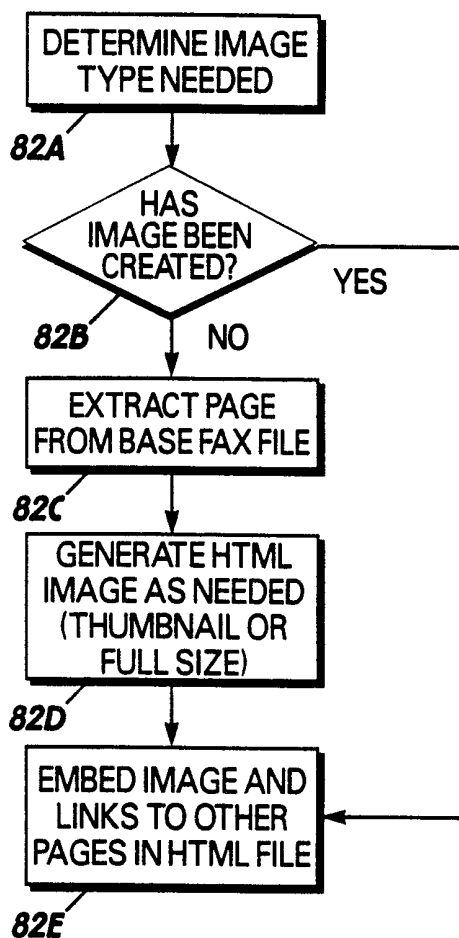 DETERMINE IMAGE
TYPE NEEDED
82A
HAS
IMAGE BEEN
CREATED?
YES
82B
NO
EXTRACT PAGE
FROM BASE FAX FILE
82C
GENERATE HTML
IMAGE AS NEEDED
(THUMBNAIL OR
FULL SIZE)
82D
EMBED IMAGE AND
LINKS TO OTHER
PAGES IN HTML FILE
82E